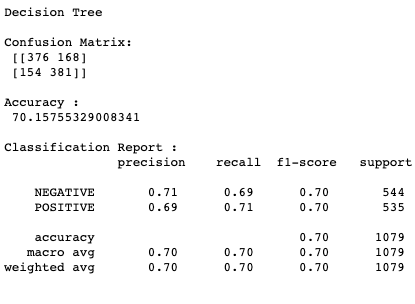 Decision Tree
Confusion Matrix:
[[376 168]
[154 381]]
Accuracy :
70.15755329008341
Classification Report :
precision recall f1-score support
NEGATIVE 0.71 0.69 0.70 544
POSITIVE 0.69 0.71 0.70 535
accuracy 0.70 1079
macro avg 0.70 0.70 0.70 1079
weighted avg 0.70 0.70 0.70 1079